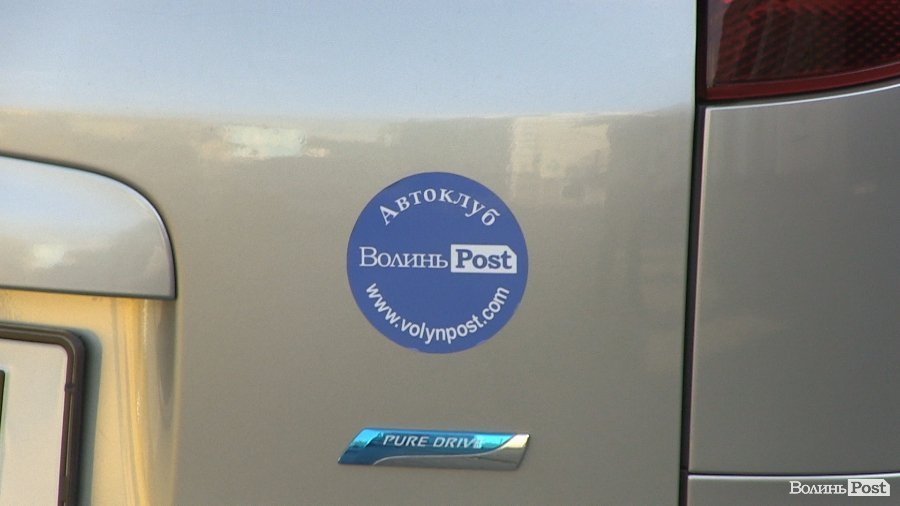 Автоклуб
Волинь Post
www.volynpost.com
PURE DRIVE
Волинь Post